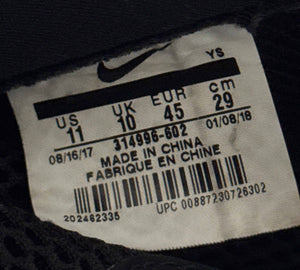 YS
US UK EUR cm
11 10 45 29
08/16/17 314996-602 01/08/18
MADE IN CHINA
FABRIQUE EN CHINE
202462335 UPC 00887230726302